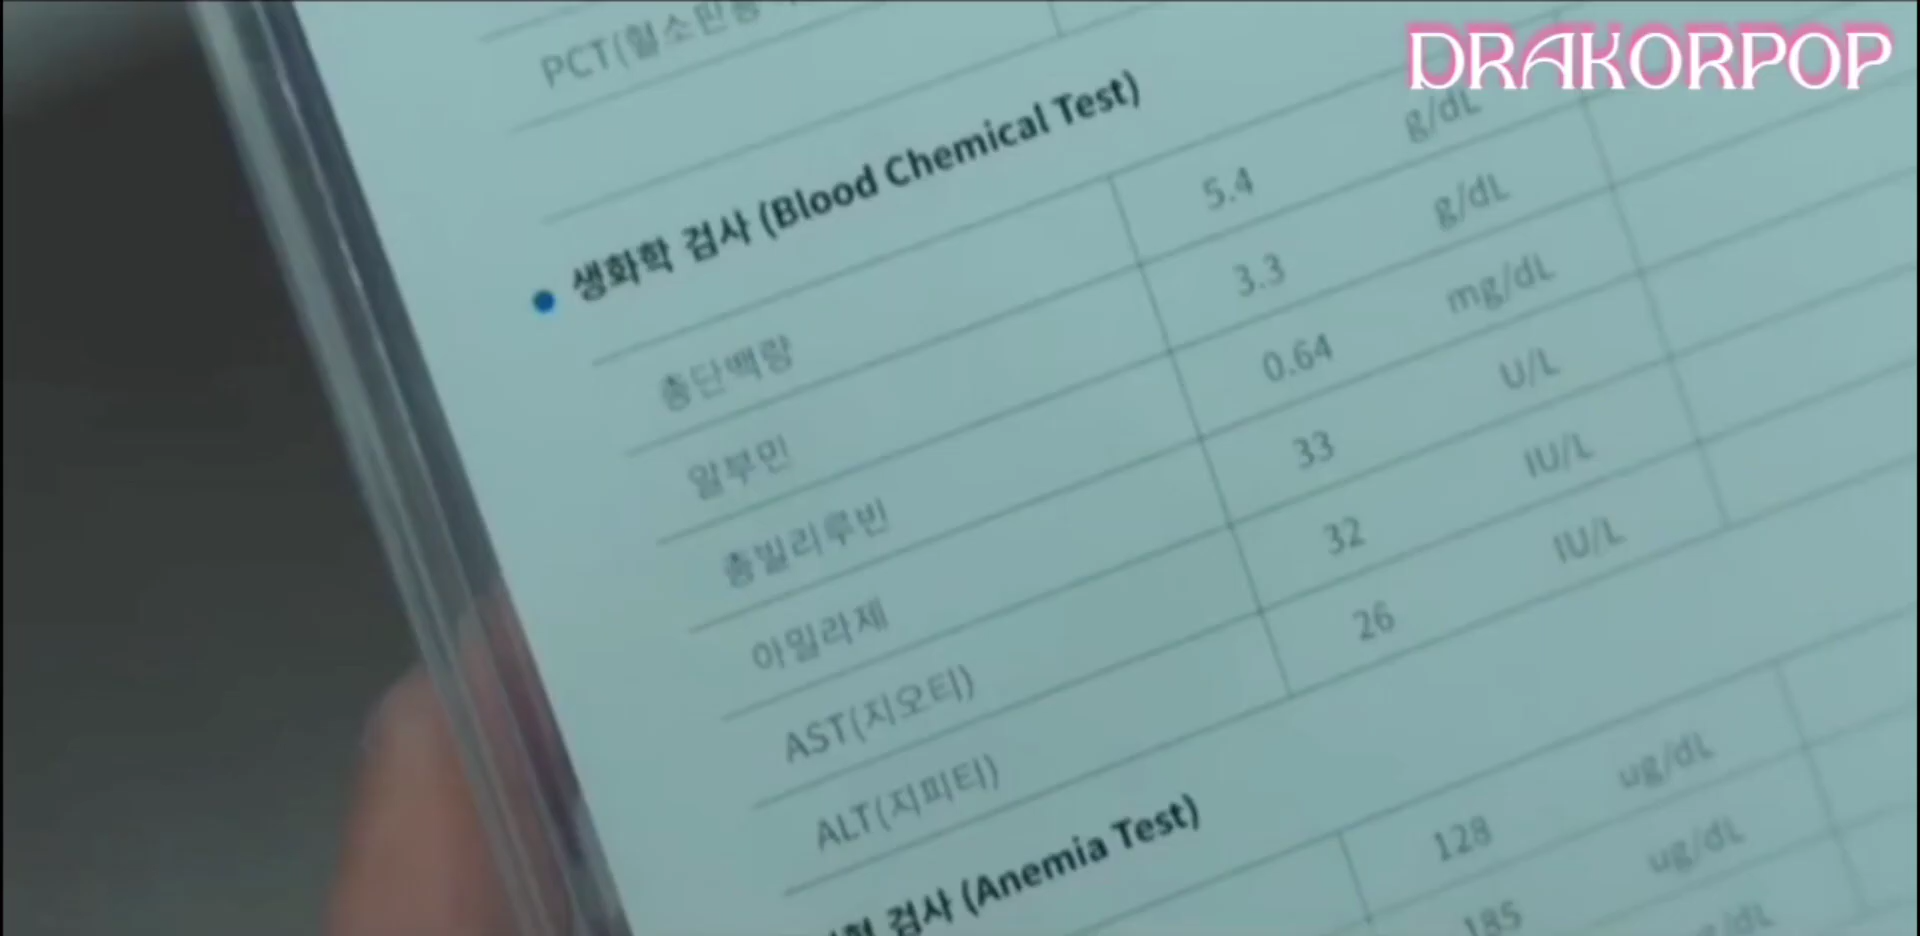 DRAKORPOP
PCT(혈소판
생화학 검사 (Blood Chemical Test)
총단백량 5.4 g/dL
알부민 3.3 g/dL
총빌리루빈 0.64 mg/dL
아밀라제 33 U/L
AST(지오티) 32 IU/L
ALT(지피티) 26 IU/L
검사 (Anemia Test)
128 ug/dL
185 ug/dL